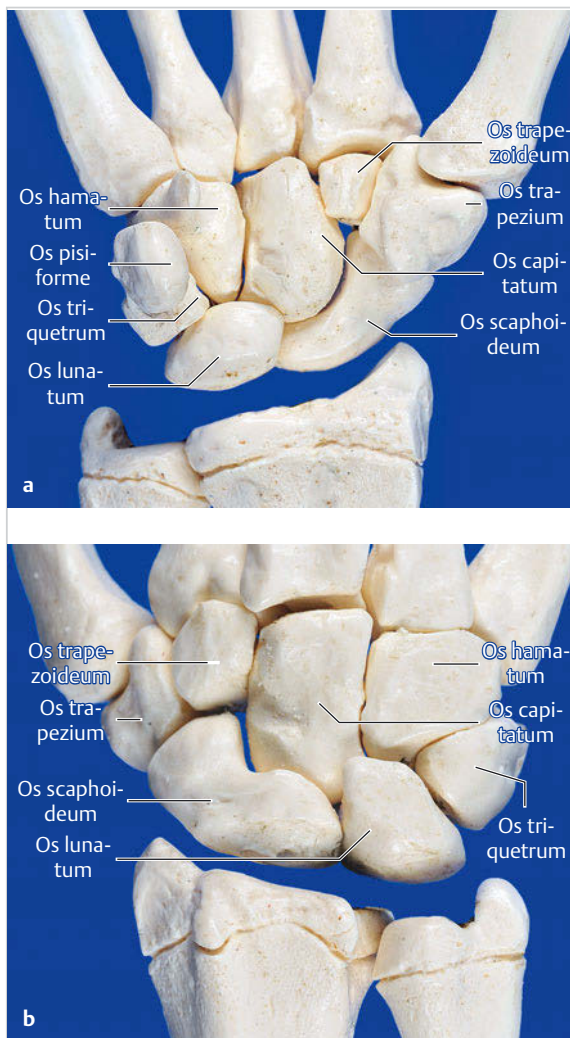 Os trape-
zoideum
Os hama-
tum
Os tra-
pezium
Os pisi-
forme
Os capi-
tatum
Os tri-
quetrum
Os scaphoi-
deum
Os luna-
tum
a
Os trape-
zoideum
Os hama-
tum
Os tra-
pezium
Os capi-
tatum
Os scaphoi-
deum
Os tri-
quetrum
Os luna-
tum
b